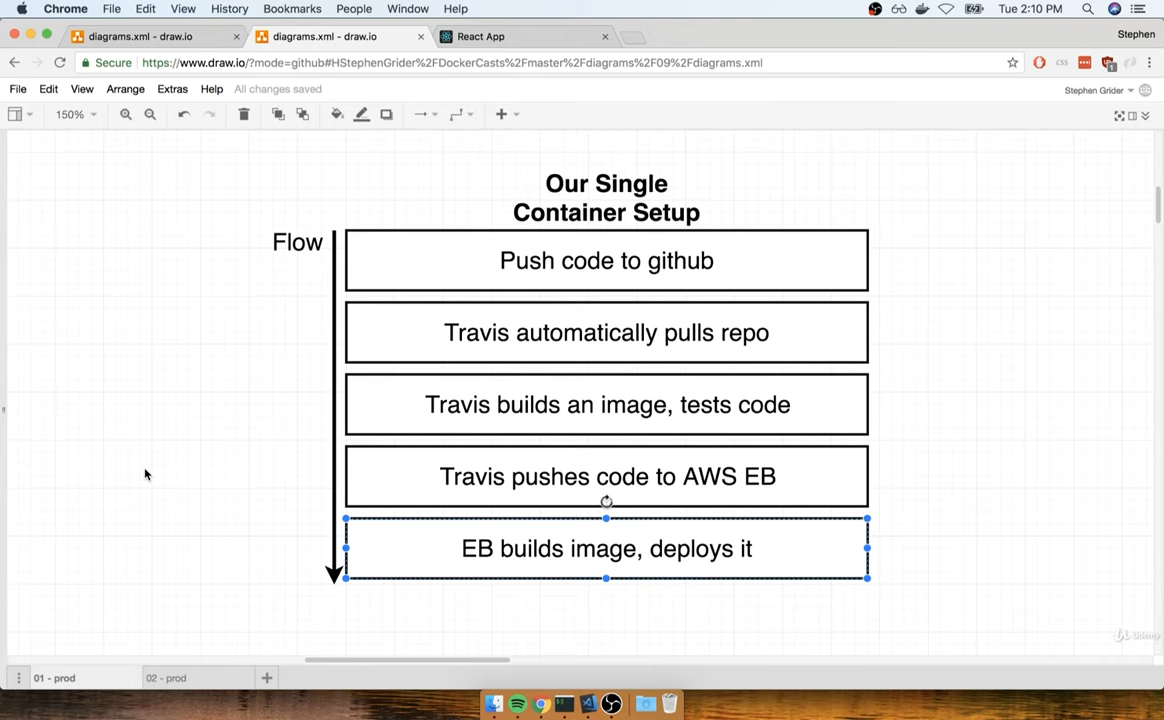 Chrome File Edit View History Bookmarks People Window Help Tue 2:10 PM
diagrams.xml - draw.io diagrams.xml - draw.io React App Stephen
Secure https://www.draw.io/?mode=github#HStephenGrider%2FDockerCasts%2Fmaster%2Fdiagrams%2F09%2Fdiagrams.xml css 1
File Edit View Arrange Extras Help All changes saved Stephen Grider
150%
Our Single
Container Setup
Flow
Push code to github
Travis automatically pulls repo
Travis builds an image, tests code
Travis pushes code to AWS EB
EB builds image, deploys it
Udemy
01 - prod 02 - prod